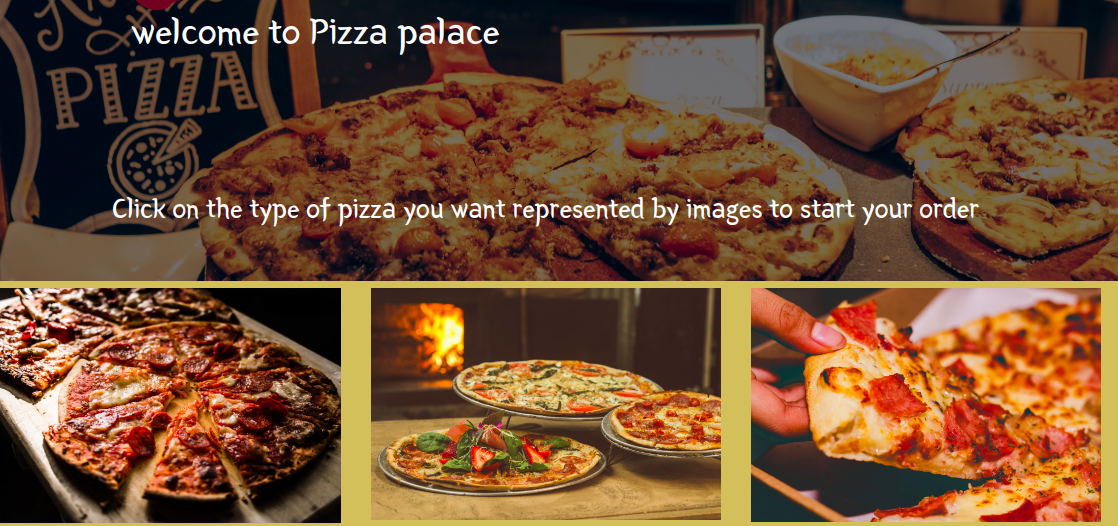 welcome to Pizza palace
PIZZA
Click on the type of pizza you want represented by images to start your order